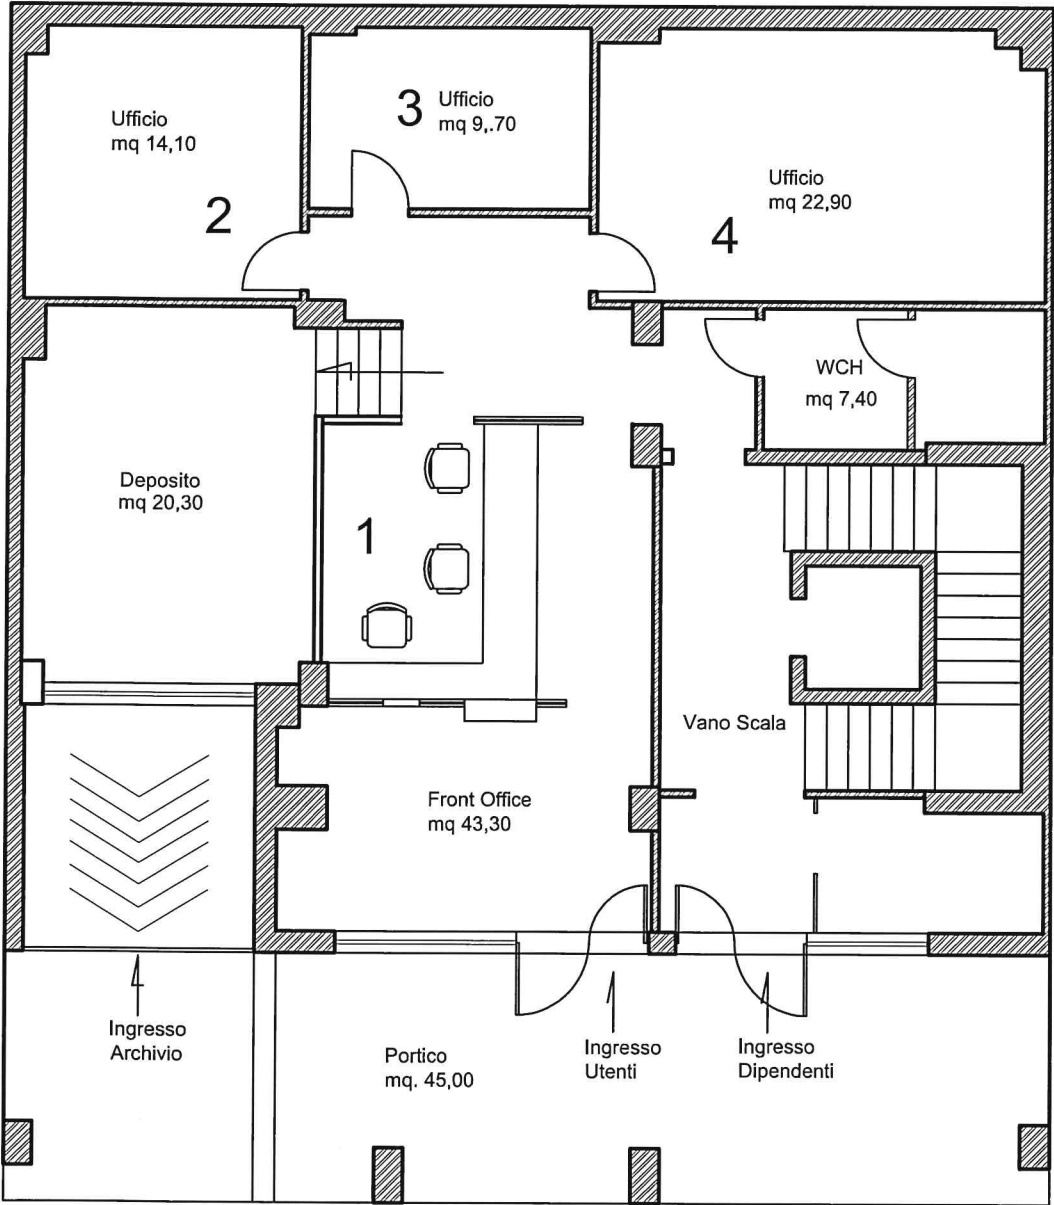 Ufficio
mq 14,10
2
3
Ufficio
mq 9,.70
Ufficio
mq 22,90
4
WCH
mq 7,40
Deposito
mq 20,30
1
Vano Scala
Front Office
mq 43,30
Ingresso
Archivio
Portico
mq. 45,00
Ingresso
Utenti
Ingresso
Dipendenti